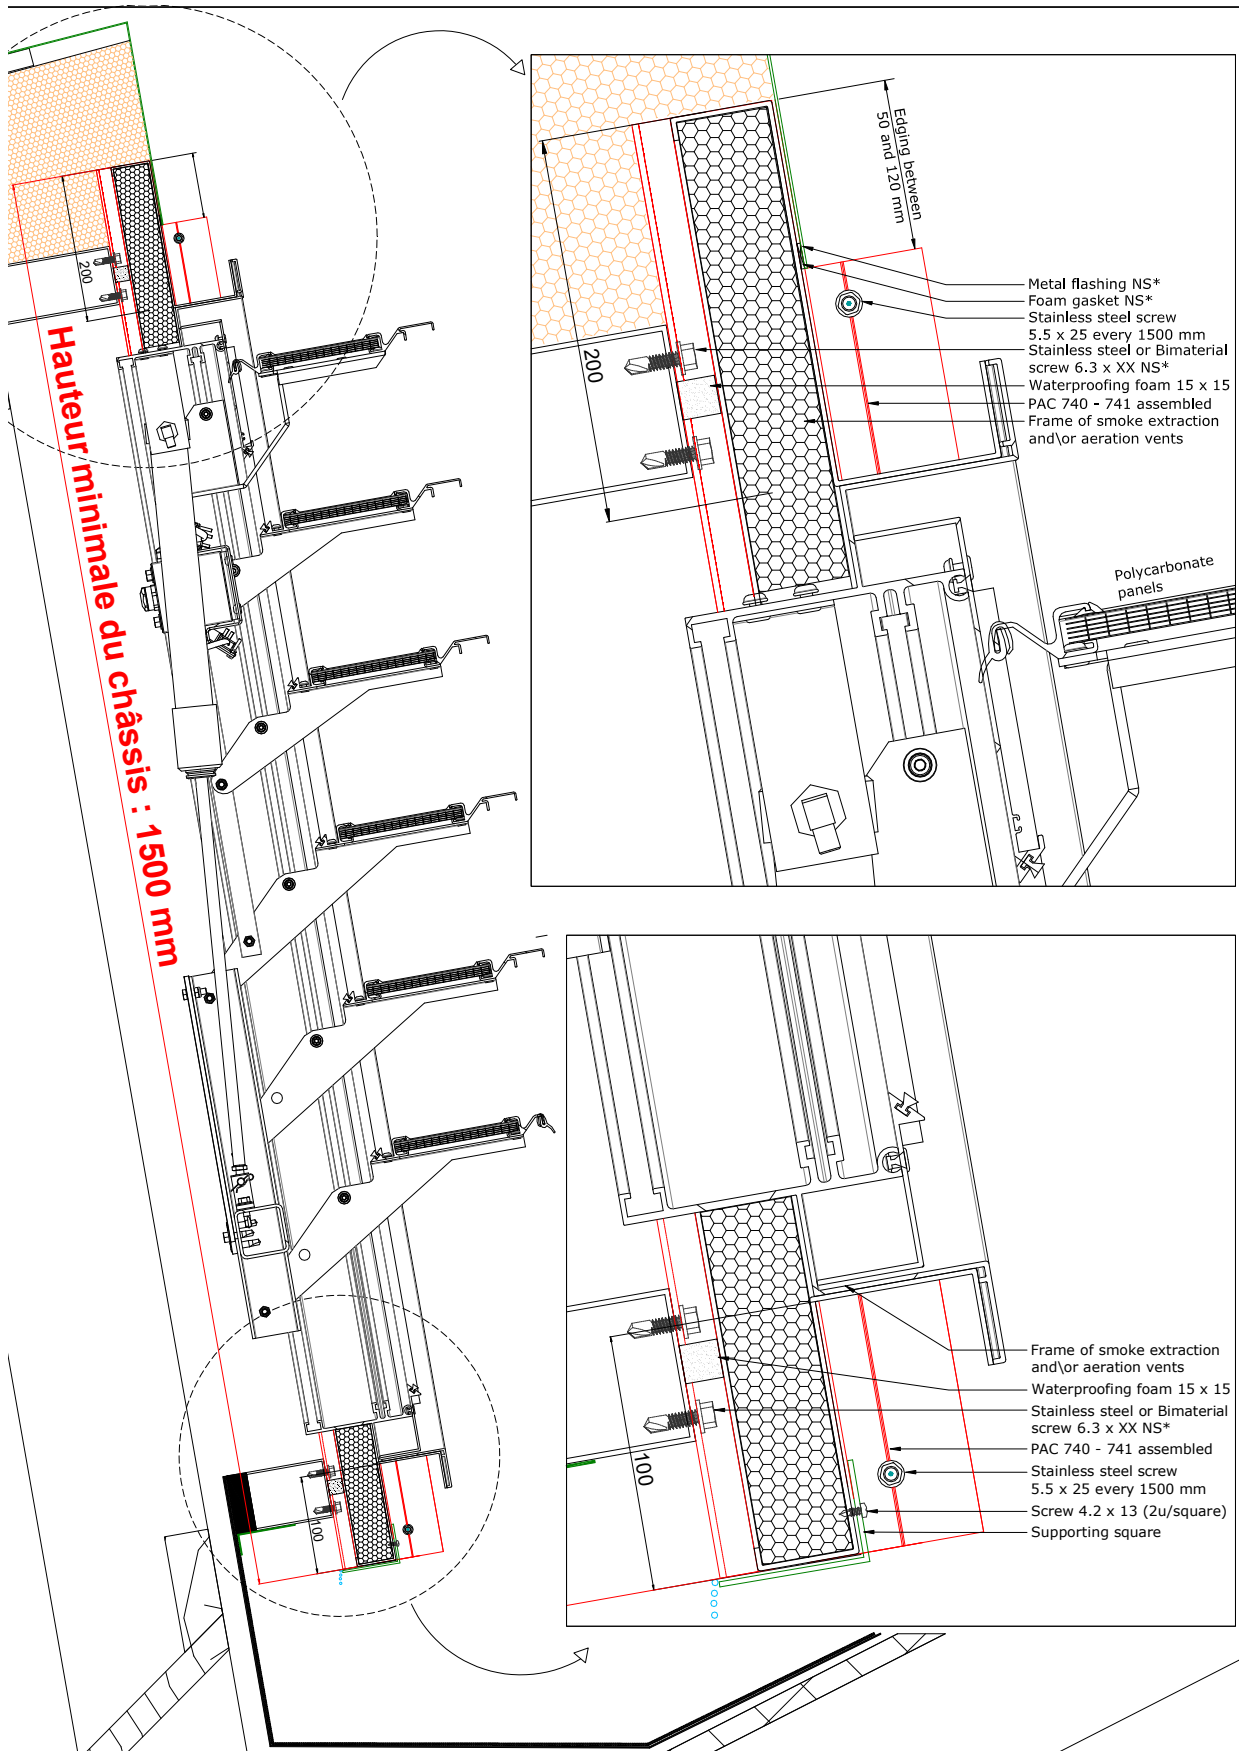 200
Hauteur minimale du châssis : 1500 mm
100
Edging between
50 and 120 mm
200
Metal flashing NS*
Foam gasket NS*
Stainless steel screw
5.5 x 25 every 1500 mm
Stainless steel or Bimaterial
screw 6.3 x XX NS*
Waterproofing foam 15 x 15
PAC 740 - 741 assembled
Frame of smoke extraction
and\or aeration vents
Polycarbonate
panels
100
Frame of smoke extraction
and\or aeration vents
Waterproofing foam 15 x 15
Stainless steel or Bimaterial
screw 6.3 x XX NS*
PAC 740 - 741 assembled
Stainless steel screw
5.5 x 25 every 1500 mm
Screw 4.2 x 13 (2u/square)
Supporting square